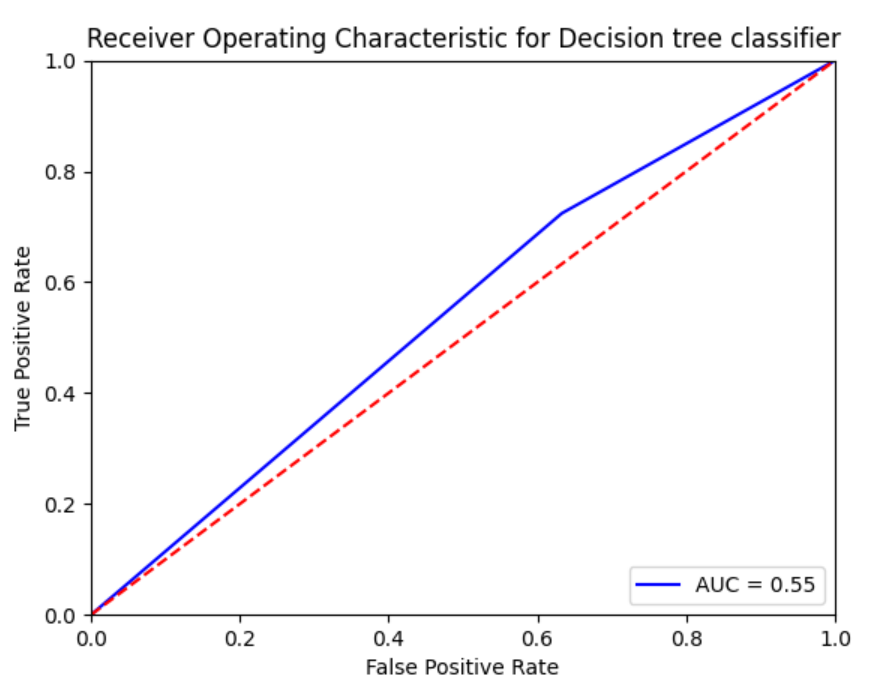 Receiver Operating Characteristic for Decision tree classifier
1.0
0.8
0.6
0.4
0.2
0.0
True Positive Rate
AUC = 0.55
0.0 0.2 0.4 0.6 0.8 1.0
False Positive Rate